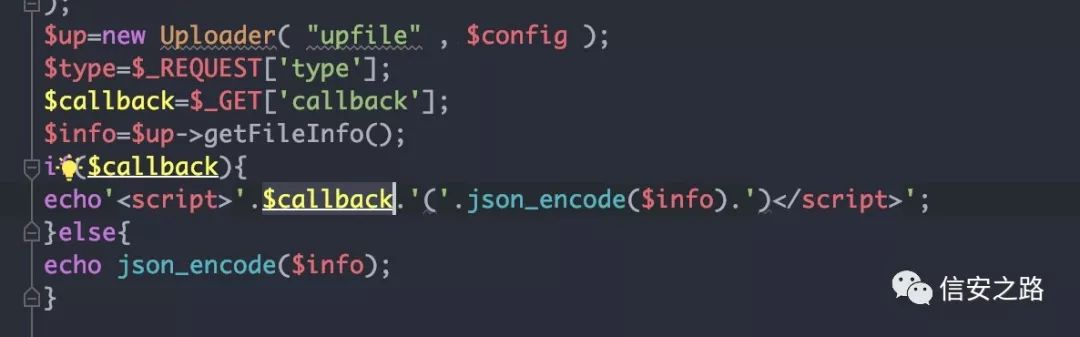 );
$up=new Uploader( "upfile" , $config );
$type=$_REQUEST['type'];
$callback=$_GET['callback'];
$info=$up->getFileInfo();
if($callback){
echo'<script>'.$callback.'('.json_encode($info).')</script>';
}else{
echo json_encode($info);
}
信安之路